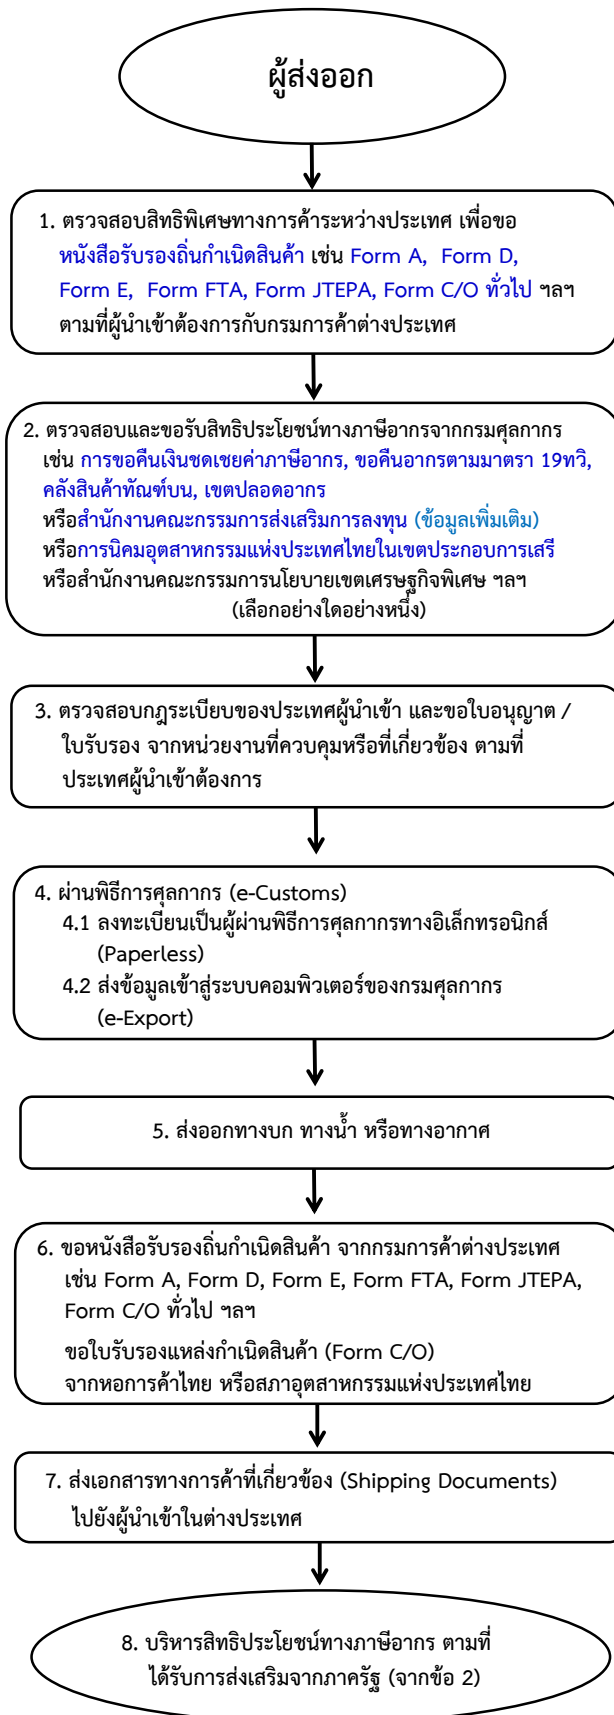 ผู้ส่งออก
1. ตรวจสอบสิทธิพิเศษทางการค้าระหว่างประเทศ เพื่อขอ
หนังสือรับรองถิ่นกำเนิดสินค้า เช่น Form A, Form D,
Form E, Form FTA, Form JTEPA, Form C/O ทั่วไป ฯลฯ
ตามที่ผู้นำเข้าต้องการกับกรมการค้าต่างประเทศ
2. ตรวจสอบและขอรับสิทธิประโยชน์ทางภาษีอากรจากกรมศุลกากร
เช่น การขอคืนเงินชดเชยค่าภาษีอากร, ขอคืนอากรตามมาตรา 19ทวิ,
คลังสินค้าทัณฑ์บน, เขตปลอดอากร
หรือสำนักงานคณะกรรมการส่งเสริมการลงทุน (ข้อมูลเพิ่มเติม)
หรือการนิคมอุตสาหกรรมแห่งประเทศไทยในเขตประกอบการเสรี
หรือสำนักงานคณะกรรมการนโยบายเขตเศรษฐกิจพิเศษ ฯลฯ
(เลือกอย่างใดอย่างหนึ่ง)
3. ตรวจสอบกฎระเบียบของประเทศผู้นำเข้า และขอใบอนุญาต /
ใบรับรอง จากหน่วยงานที่ควบคุมหรือที่เกี่ยวข้อง ตามที่
ประเทศผู้นำเข้าต้องการ
4. ผ่านพิธีการศุลกากร (e-Customs)
4.1 ลงทะเบียนเป็นผู้ผ่านพิธีการศุลกากรทางอิเล็กทรอนิกส์
(Paperless)
4.2 ส่งข้อมูลเข้าสู่ระบบคอมพิวเตอร์ของกรมศุลกากร
(e-Export)
5. ส่งออกทางบก ทางน้ำ หรือทางอากาศ
6. ขอหนังสือรับรองถิ่นกำเนิดสินค้า จากกรมการค้าต่างประเทศ
เช่น Form A, Form D, Form E, Form FTA, Form JTEPA,
Form C/O ทั่วไป ฯลฯ
ขอใบรับรองแหล่งกำเนิดสินค้า (Form C/O)
จากหอการค้าไทย หรือสภาอุตสาหกรรมแห่งประเทศไทย
7. ส่งเอกสารทางการค้าที่เกี่ยวข้อง (Shipping Documents)
ไปยังผู้นำเข้าในต่างประเทศ
8. บริหารสิทธิประโยชน์ทางภาษีอากร ตามที่
ได้รับการส่งเสริมจากภาครัฐ (จากข้อ 2)